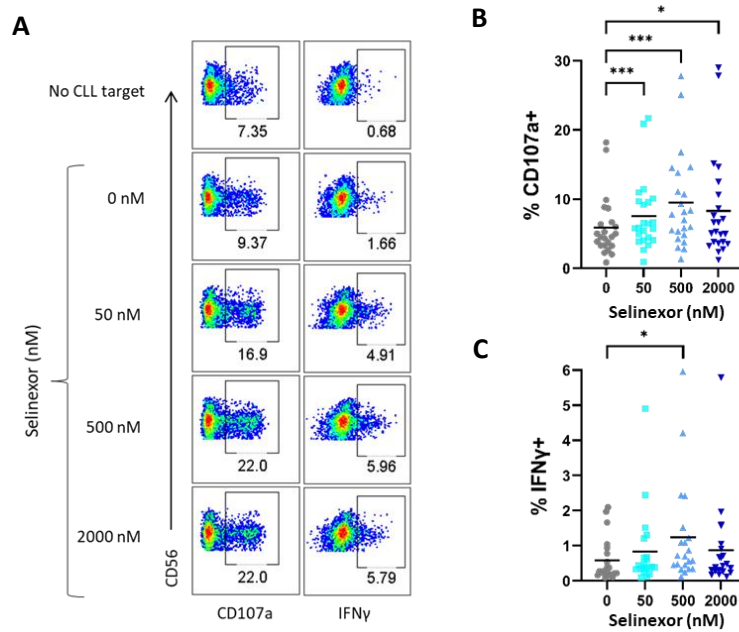 A
No CLL target
7.35
0.68
0 nM
9.37
1.66
50 nM
16.9
4.91
Selinexor (nM)
500 nM
22.0
5.96
2000 nM
22.0
5.79
CD56
CD107a
IFNγ
B
*
***
***
30
20
10
0
% CD107a+
0
50
500
2000
Selinexor (nM)
C
*
6
5
4
3
2
1
0
% IFNγ+
0
50
500
2000
Selinexor (nM)